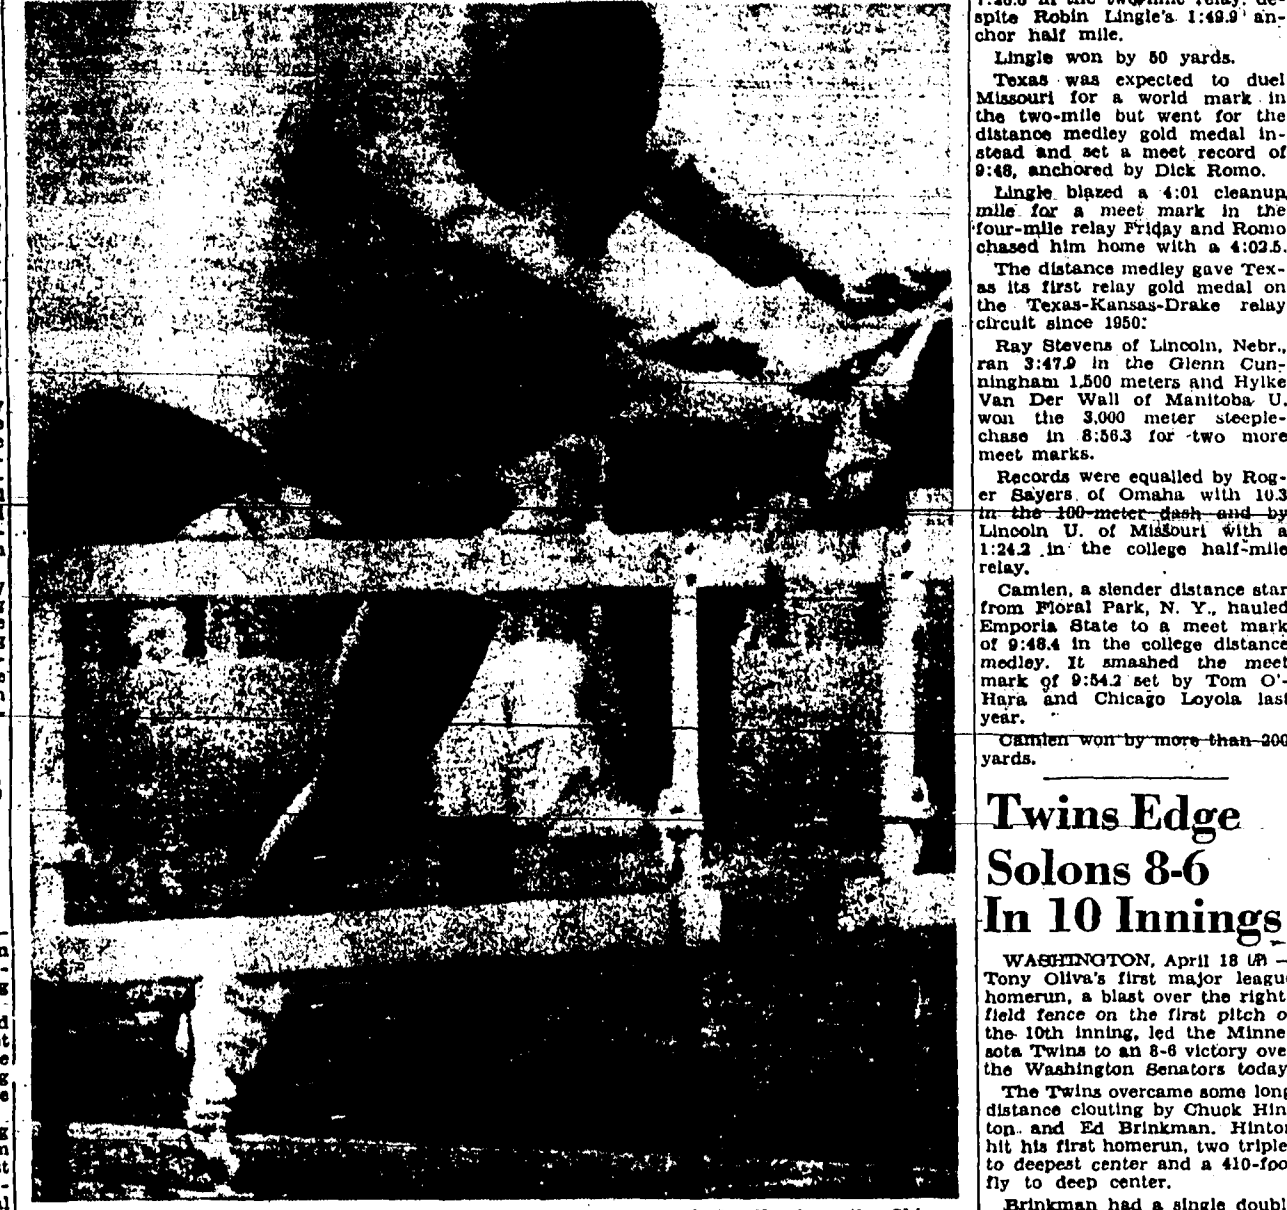 spite Robin Lingle's 1:49.9 an-
chor half mile.
Lingle won by 50 yards.
Texas was expected to duel
Missouri for a world mark in
the two-mile but went for the
distance medley gold medal in-
stead and set a meet record of
9:48, anchored by Dick Romo.
Lingle blazed a 4:01 cleanup
mile for a meet mark in the
four-mile relay Friday and Romo
chased him home with a 4:02.5.
The distance medley gave Tex-
as its first relay gold medal on
the Texas-Kansas-Drake relay
circuit since 1950.
Ray Stevens of Lincoln, Nebr.,
ran 3:47.9 in the Glenn Cun-
ningham 1,500 meters and Hylke
Van Der Wall of Manitoba U.
won the 3,000 meter steeple-
chase in 8:56.3 for two more
meet marks.
Records were equalled by Rog-
er Sayers of Omaha with 10.3
in the 100-meter dash and by
Lincoln U. of Missouri with a
1:24.2 in the college half-mile
relay.
Camien, a slender distance star
from Floral Park, N. Y., hauled
Emporia State to a meet mark
of 9:48.4 in the college distance
medley. It smashed the meet
mark of 9:54.2 set by Tom O'-
Hara and Chicago Loyola last
year.
Camien won by more than 200
yards.
Twins Edge
Solons 8-6
In 10 Innings
WASHINGTON, April 18 (AP) —
Tony Oliva's first major leagu
homerun, a blast over the right
field fence on the first pitch o
the 10th inning, led the Minne
sota Twins to an 8-6 victory ove
the Washington Senators today
The Twins overcame some long
distance clouting by Chuck Hin
ton and Ed Brinkman. Hinton
hit his first homerun, two triple
to deepest center and a 410-foo
fly to deep center.
Brinkman had a single doubl